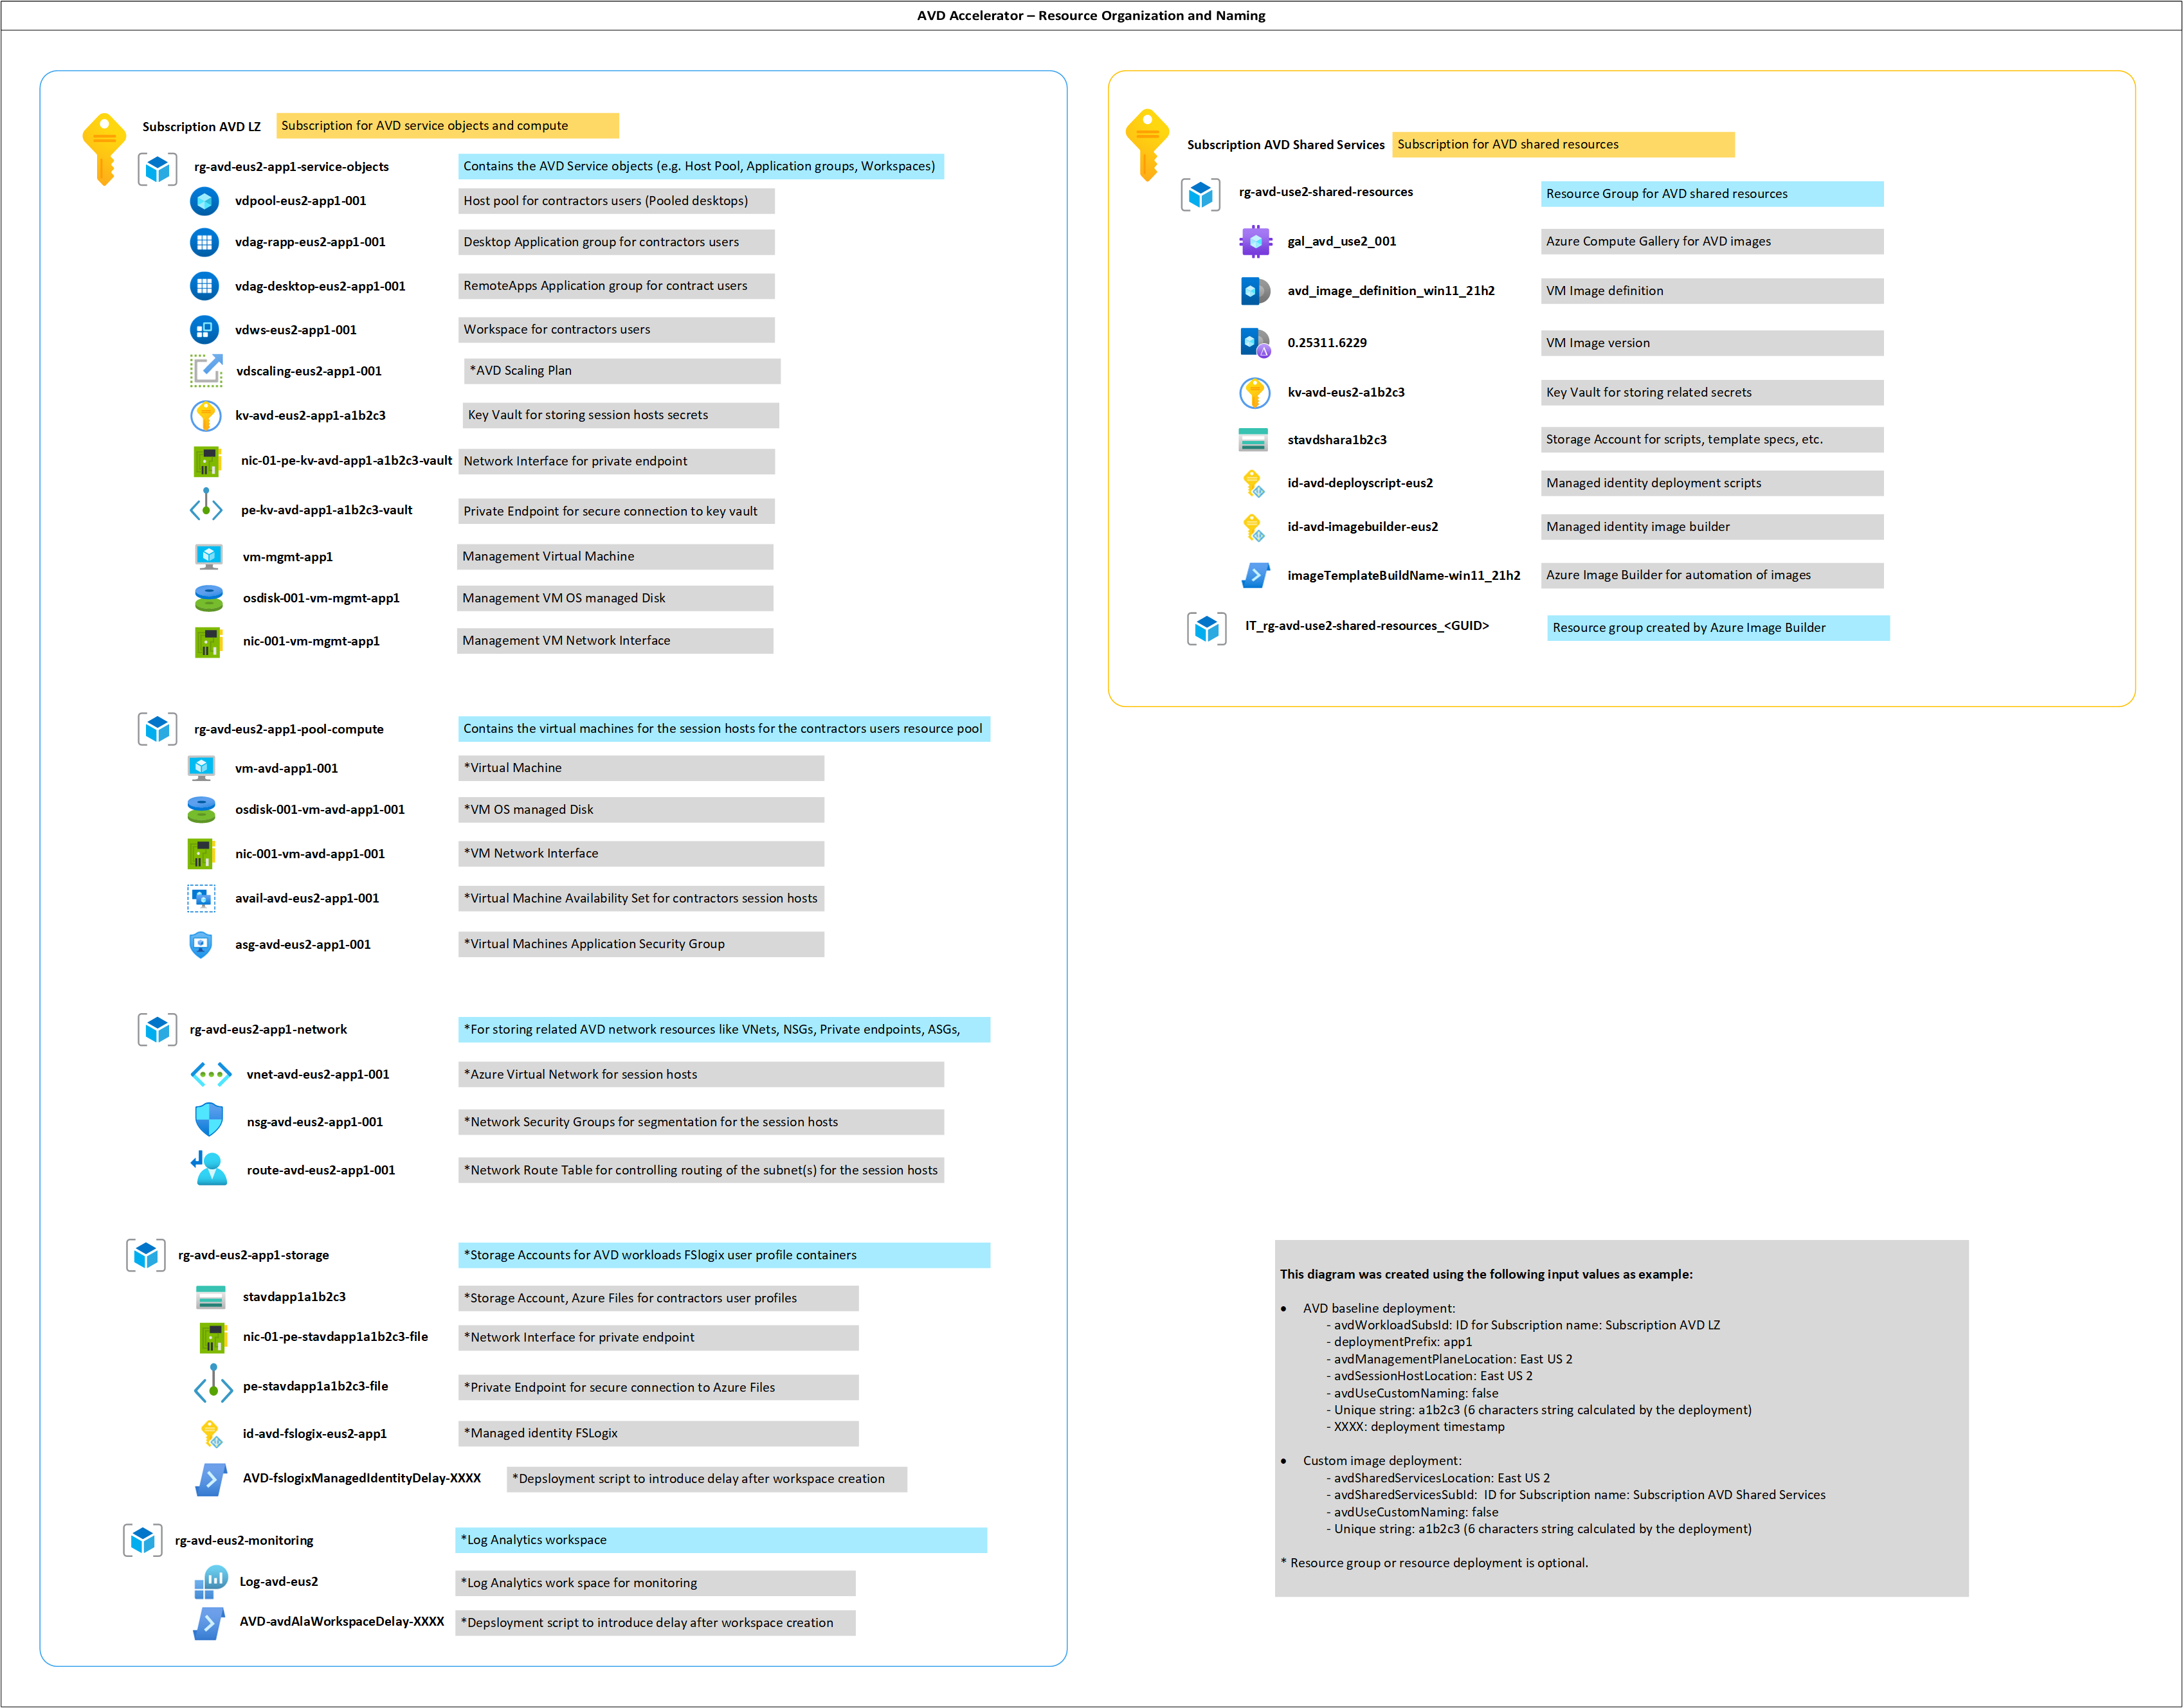 AVD Accelerator – Resource Organization and Naming
Subscription AVD LZ
Subscription for AVD service objects and compute
rg-avd-eus2-app1-service-objects
Contains the AVD Service objects (e.g. Host Pool, Application groups, Workspaces)
vdpool-eus2-app1-001
Host pool for contractors users (Pooled desktops)
vdag-rapp-eus2-app1-001
Desktop Application group for contractors users
vdag-desktop-eus2-app1-001
RemoteApps Application group for contract users
vdws-eus2-app1-001
Workspace for contractors users
vdscaling-eus2-app1-001
*AVD Scaling Plan
kv-avd-eus2-app1-a1b2c3
Key Vault for storing session hosts secrets
nic-01-pe-kv-avd-app1-a1b2c3-vault
Network Interface for private endpoint
pe-kv-avd-app1-a1b2c3-vault
Private Endpoint for secure connection to key vault
vm-mgmt-app1
Management Virtual Machine
osdisk-001-vm-mgmt-app1
Management VM OS managed Disk
nic-001-vm-mgmt-app1
Management VM Network Interface
rg-avd-eus2-app1-pool-compute
Contains the virtual machines for the session hosts for the contractors users resource pool
vm-avd-app1-001
*Virtual Machine
osdisk-001-vm-avd-app1-001
*VM OS managed Disk
nic-001-vm-avd-app1-001
*VM Network Interface
avail-avd-eus2-app1-001
*Virtual Machine Availability Set for contractors session hosts
asg-avd-eus2-app1-001
*Virtual Machines Application Security Group
rg-avd-eus2-app1-network
*For storing related AVD network resources like VNets, NSGs, Private endpoints, ASGs,
vnet-avd-eus2-app1-001
*Azure Virtual Network for session hosts
nsg-avd-eus2-app1-001
*Network Security Groups for segmentation for the session hosts
route-avd-eus2-app1-001
*Network Route Table for controlling routing of the subnet(s) for the session hosts
rg-avd-eus2-app1-storage
*Storage Accounts for AVD workloads FSlogix user profile containers
stavdapp1a1b2c3
*Storage Account, Azure Files for contractors user profiles
nic-01-pe-stavdapp1a1b2c3-file
*Network Interface for private endpoint
pe-stavdapp1a1b2c3-file
*Private Endpoint for secure connection to Azure Files
id-avd-fslogix-eus2-app1
*Managed identity FSLogix
AVD-fslogixManagedIdentityDelay-XXXX
*Depsloyment script to introduce delay after workspace creation
rg-avd-eus2-monitoring
*Log Analytics workspace
Log-avd-eus2
*Log Analytics work space for monitoring
AVD-avdAlaWorkspaceDelay-XXXX
*Depsloyment script to introduce delay after workspace creation
Subscription AVD Shared Services
Subscription for AVD shared resources
rg-avd-use2-shared-resources
Resource Group for AVD shared resources
gal_avd_use2_001
Azure Compute Gallery for AVD images
avd_image_definition_win11_21h2
VM Image definition
0.25311.6229
VM Image version
kv-avd-eus2-a1b2c3
Key Vault for storing related secrets
stavdshara1b2c3
Storage Account for scripts, template specs, etc.
id-avd-deployscript-eus2
Managed identity deployment scripts
id-avd-imagebuilder-eus2
Managed identity image builder
imageTemplateBuildName-win11_21h2
Azure Image Builder for automation of images
IT_rg-avd-use2-shared-resources_<GUID>
Resource group created by Azure Image Builder
This diagram was created using the following input values as example:
• AVD baseline deployment:
- avdWorkloadSubsId: ID for Subscription name: Subscription AVD LZ
- deploymentPrefix: app1
- avdManagementPlaneLocation: East US 2
- avdSessionHostLocation: East US 2
- avdUseCustomNaming: false
- Unique string: a1b2c3 (6 characters string calculated by the deployment)
- XXXX: deployment timestamp
• Custom image deployment:
- avdSharedServicesLocation: East US 2
- avdSharedServicesSubId: ID for Subscription name: Subscription AVD Shared Services
- avdUseCustomNaming: false
- Unique string: a1b2c3 (6 characters string calculated by the deployment)
* Resource group or resource deployment is optional.